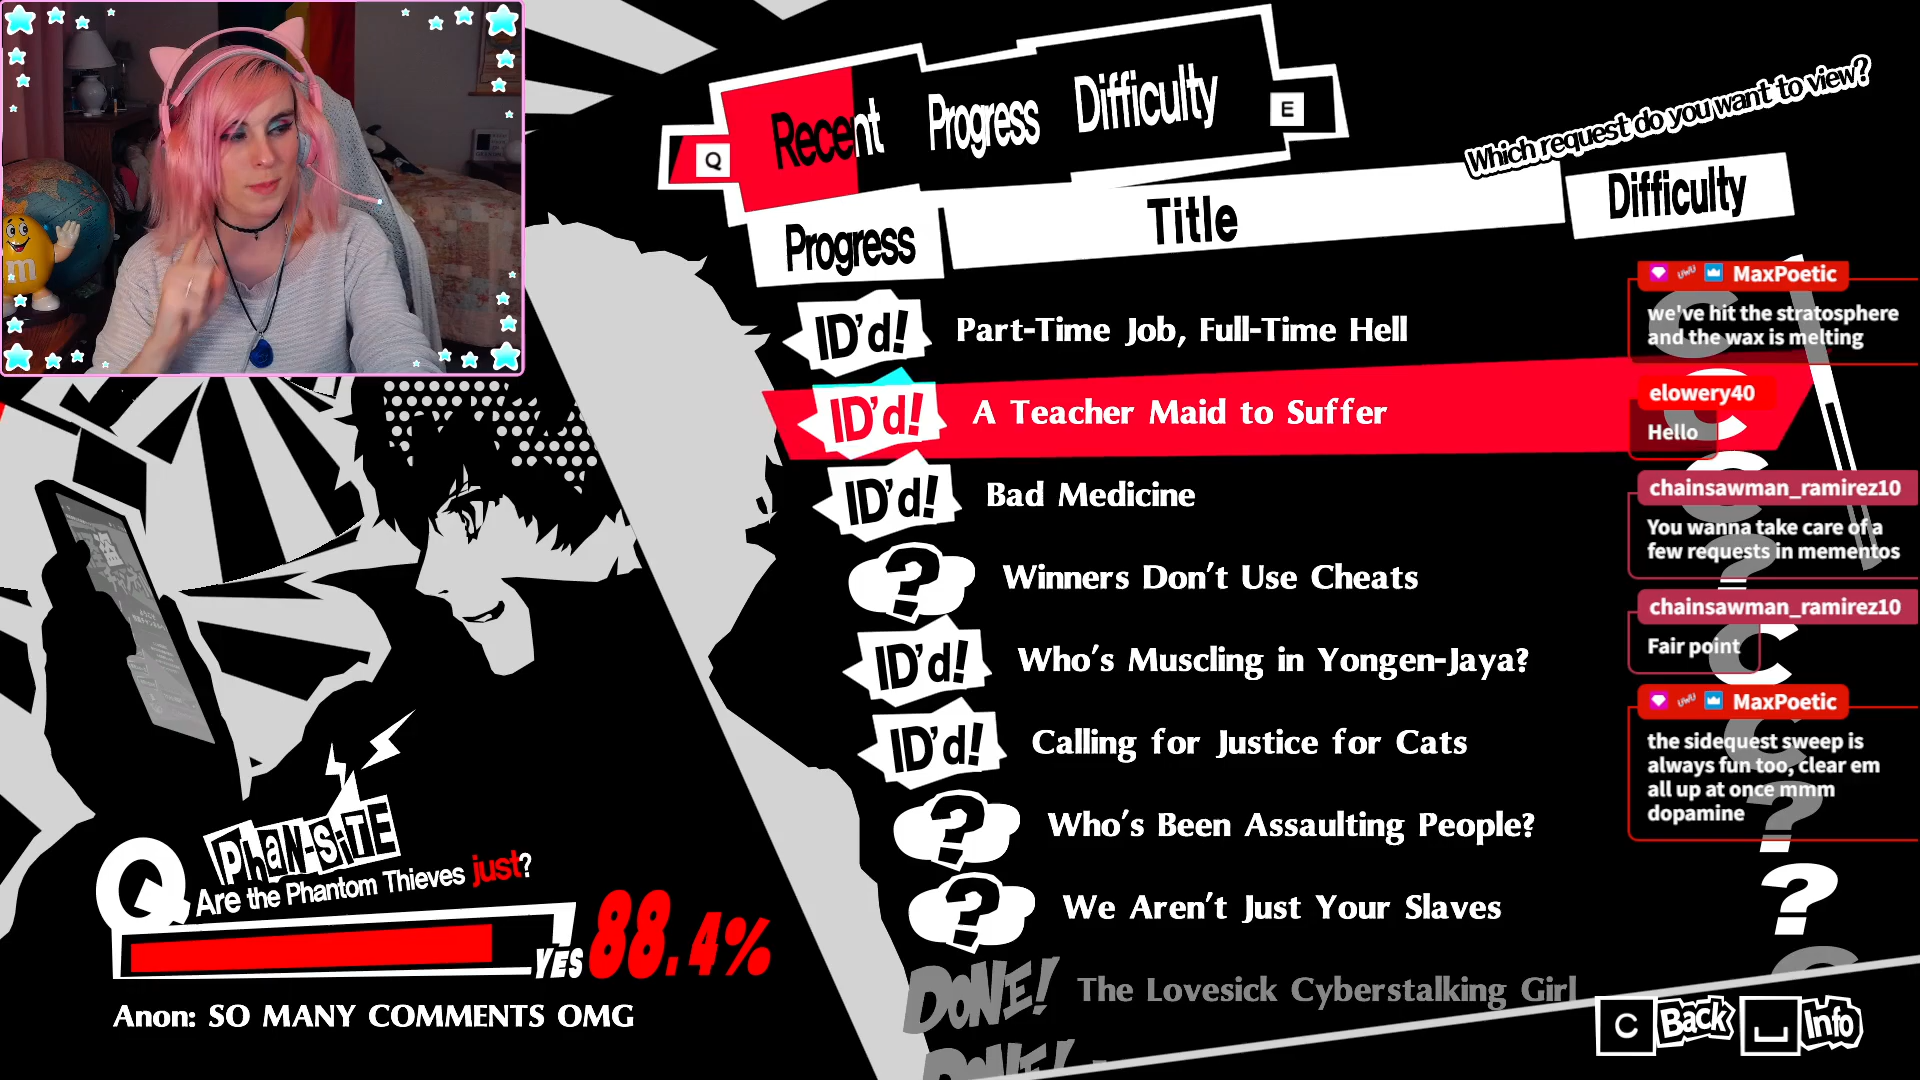 Recent
Progress
Difficulty
E
Q
Which request do you want to view?
Progress
Title
Difficulty
ID'd!
Part-Time Job, Full-Time Hell
C
ID'd!
A Teacher Maid to Suffer
C
ID'd!
Bad Medicine
C
?
Winners Don't Use Cheats
?
ID'd!
Who's Muscling in Yongen-Jaya?
C
ID'd!
Calling for Justice for Cats
C
?
Who's Been Assaulting People?
?
?
We Aren't Just Your Slaves
?
DONE!
The Lovesick Cyberstalking Girl
MaxPoetic
we've hit the stratosphere
and the wax is melting
elowery40
Hello
chainsawman_ramirez10
You wanna take care of a
few requests in mementos
chainsawman_ramirez10
Fair point
MaxPoetic
the sidequest sweep is
always fun too, clear em
all up at once mmm
dopamine
Q PhaN-SiTE
Are the Phantom Thieves just?
YES 88.4%
Anon: SO MANY COMMENTS OMG
C Back
Info
m